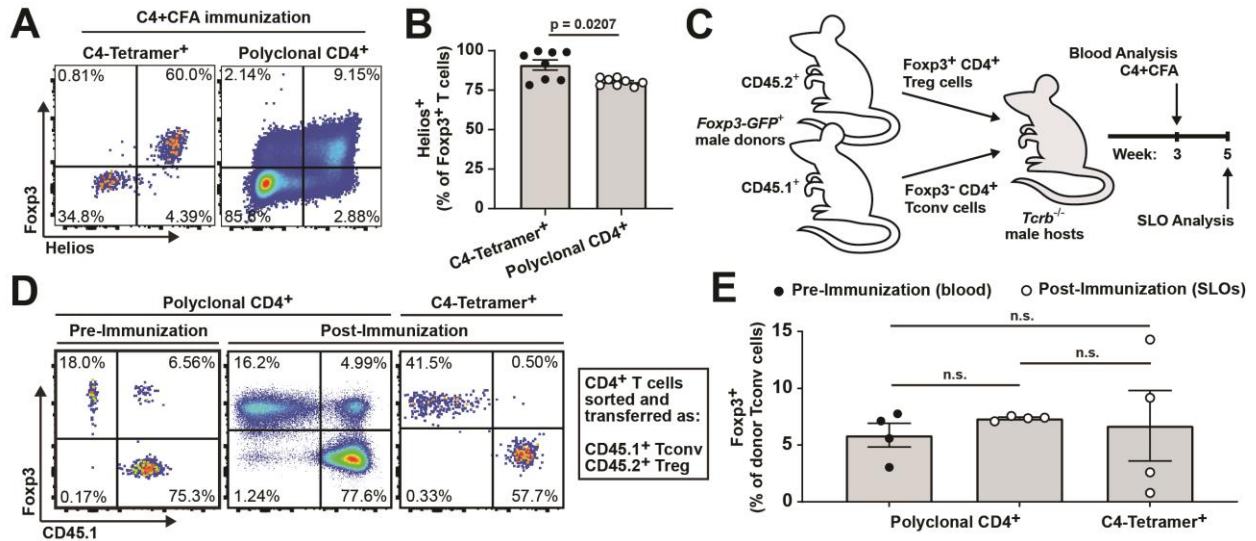 A
C4+CFA immunization
C4-Tetramer+
Polyclonal CD4+
0.81%
60.0%
34.8%
4.39%
2.14%
9.15%
85.8%
2.88%
Foxp3
Helios
B
p = 0.0207
Helios+
(% of Foxp3+ T cells)
100
75
50
25
0
C4-Tetramer+
Polyclonal CD4+
C
CD45.2+
Foxp3-GFP+
male donors
CD45.1+
Foxp3+ CD4+
Treg cells
Foxp3- CD4+
Tconv cells
Tcrb-/-
male hosts
Blood Analysis
C4+CFA
Week:
3
5
SLO Analysis
D
Polyclonal CD4+
C4-Tetramer+
Pre-Immunization
Post-Immunization
18.0%
6.56%
0.17%
75.3%
16.2%
4.99%
1.24%
77.6%
41.5%
0.50%
0.33%
57.7%
Foxp3
CD45.1
CD4+ T cells
sorted and
transferred as:
CD45.1+ Tconv
CD45.2+ Treg
E
Pre-Immunization (blood)
Post-Immunization (SLOs)
n.s.
n.s.
n.s.
Foxp3+
(% of donor Tconv cells)
15
10
5
0
Polyclonal CD4+
C4-Tetramer+